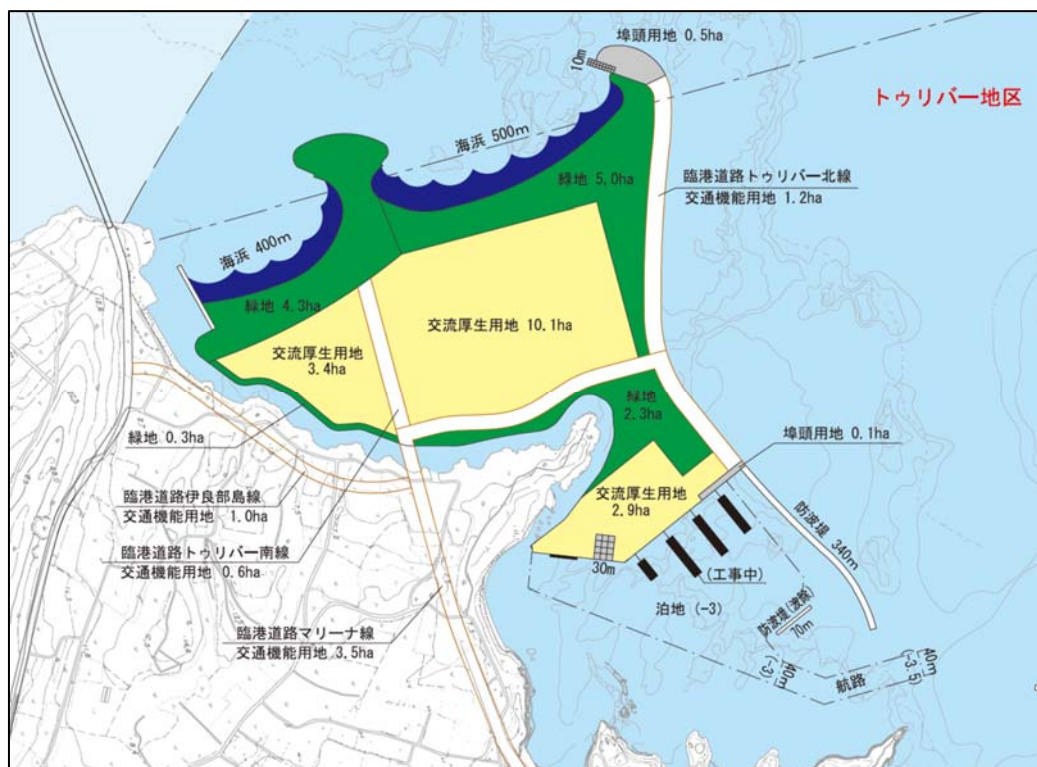 埠頭用地 0.5ha
10m
トゥリバー地区
海浜 500m
緑地 5.0ha
臨港道路トゥリバー北線
交通機能用地 1.2ha
海浜 400m
緑地 4.3ha
交流厚生用地 10.1ha
交流厚生用地
3.4ha
緑地
2.3ha
埠頭用地 0.1ha
緑地 0.3ha
臨港道路伊良部島線
交通機能用地 1.0ha
交流厚生用地
2.9ha
防波堤 340m
臨港道路トゥリバー南線
交通機能用地 0.6ha
30m
(工事中)
泊地 (-3)
防波堤(波除)
70m
臨港道路マリーナ線
交通機能用地 3.5ha
40m
(-3)
航路
40m
(-3.5)